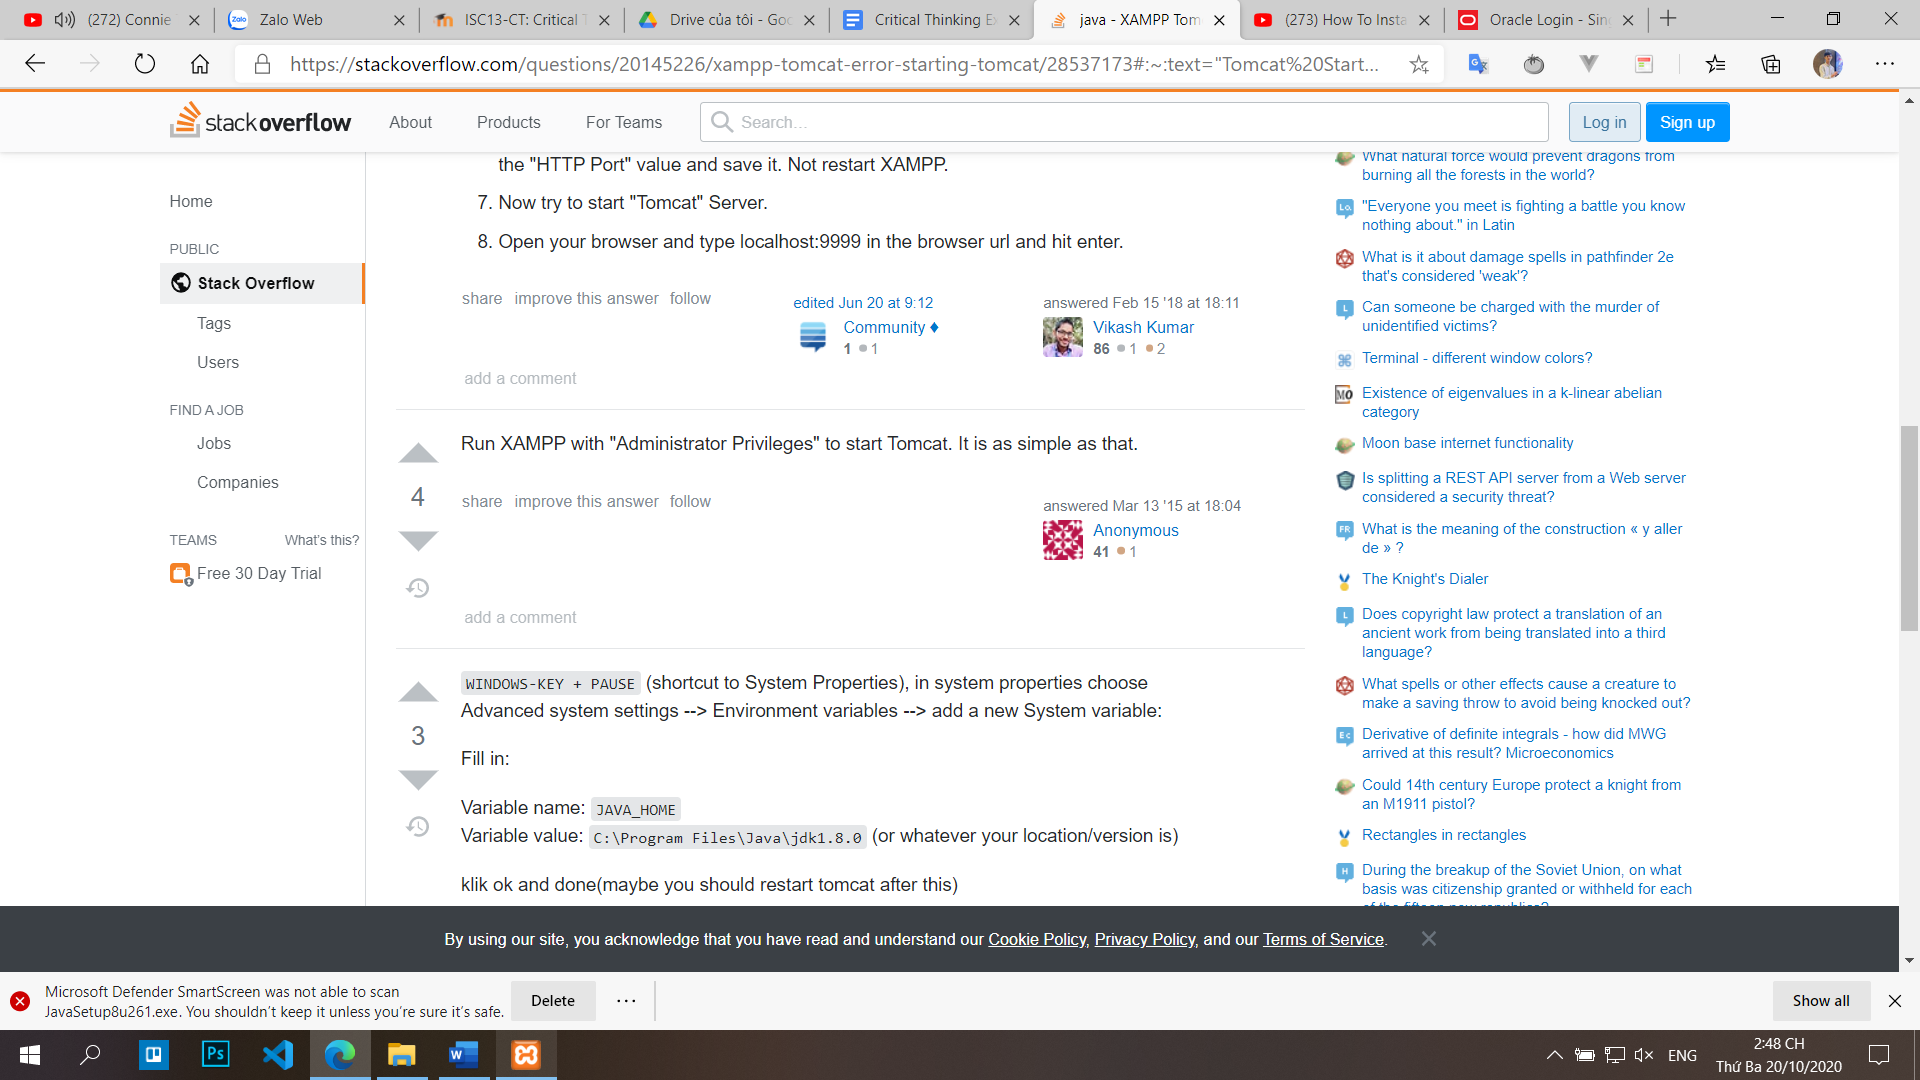 (272) Connie
Zalo Web
ISC13-CT: Critical T
Drive của tôi - Goo
Critical Thinking Ex
java - XAMPP Tom
(273) How To Insta
Oracle Login - Sing
https://stackoverflow.com/questions/20145226/xampp-tomcat-error-starting-tomcat/28537173#:~:text="Tomcat%20Start...
stackoverflow
About
Products
For Teams
Search...
Log in
Sign up
Home
PUBLIC
Stack Overflow
Tags
Users
FIND A JOB
Jobs
Companies
TEAMS
What's this?
Free 30 Day Trial
the "HTTP Port" value and save it. Not restart XAMPP.
7. Now try to start "Tomcat" Server.
8. Open your browser and type localhost:9999 in the browser url and hit enter.
share improve this answer follow
edited Jun 20 at 9:12
Community ♦
1 ● 1
answered Feb 15 '18 at 18:11
Vikash Kumar
86 ● 1 ● 2
add a comment
4
Run XAMPP with "Administrator Privileges" to start Tomcat. It is as simple as that.
share improve this answer follow
answered Mar 13 '15 at 18:04
Anonymous
41 ● 1
add a comment
3
WINDOWS-KEY + PAUSE (shortcut to System Properties), in system properties choose
Advanced system settings --> Environment variables --> add a new System variable:
Fill in:
Variable name: JAVA_HOME
Variable value: C:\Program Files\Java\jdk1.8.0 (or whatever your location/version is)
klik ok and done(maybe you should restart tomcat after this)
What natural force would prevent dragons from
burning all the forests in the world?
"Everyone you meet is fighting a battle you know
nothing about." in Latin
What is it about damage spells in pathfinder 2e
that's considered 'weak'?
Can someone be charged with the murder of
unidentified victims?
Terminal - different window colors?
Existence of eigenvalues in a k-linear abelian
category
Moon base internet functionality
Is splitting a REST API server from a Web server
considered a security threat?
What is the meaning of the construction « y aller
de » ?
The Knight's Dialer
Does copyright law protect a translation of an
ancient work from being translated into a third
language?
What spells or other effects cause a creature to
make a saving throw to avoid being knocked out?
Derivative of definite integrals - how did MWG
arrived at this result? Microeconomics
Could 14th century Europe protect a knight from
an M1911 pistol?
Rectangles in rectangles
During the breakup of the Soviet Union, on what
basis was citizenship granted or withheld for each
of the fifteen new republics?
By using our site, you acknowledge that you have read and understand our Cookie Policy, Privacy Policy, and our Terms of Service.
Microsoft Defender SmartScreen was not able to scan
JavaSetup8u261.exe. You shouldn't keep it unless you're sure it's safe.
Delete
Show all
ENG
2:48 CH
Thứ Ba 20/10/2020